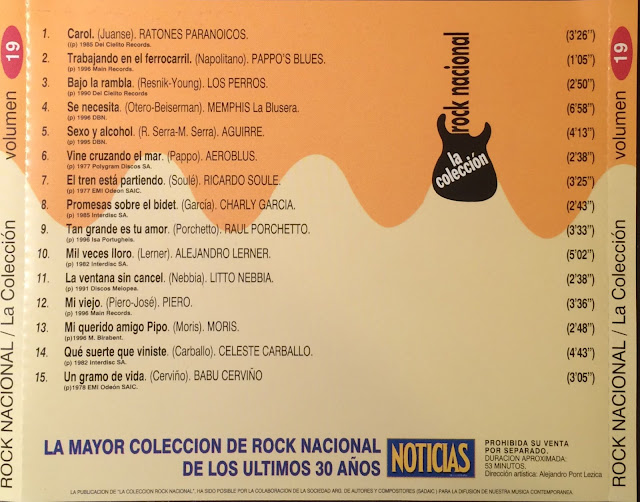 ROCK NACIONAL / La Colección volumen 19
1. Carol. (Juanse). RATONES PARANOICOS. (3'26'')
((p) 1985 Del Cielito Records.
2. Trabajando en el ferrocarril. (Napolitano). PAPPO'S BLUES. (1'05'')
((p) 1996 Main Records.
3. Bajo la rambla. (Resnik-Young). LOS PERROS. (2'50'')
(p) 1990 Del Cielito Records
4. Se necesita. (Otero-Beiserman). MEMPHIS La Blusera. (6'58'')
(p) 1996 DBN.
5. Sexo y alcohol. (R. Serra-M. Serra). AGUIRRE. (4'13'')
(p) 1995 DBN.
6. Vine cruzando el mar. (Pappo). AEROBLUS. (2'38'')
(p) 1977 Polygram Discos SA.
7. El tren está partiendo. (Soulé). RICARDO SOULE. (3'25'')
(p) 1977 EMI Odeon SAIC.
8. Promesas sobre el bidet. (García). CHARLY GARCIA. (2'43'')
(p) 1985 Interdisc SA.
9. Tan grande es tu amor. (Porchetto). RAUL PORCHETTO. (3'33'')
(p) 1996 Isa Portugheis.
10. Mil veces lloro. (Lerner). ALEJANDRO LERNER. (5'02'')
(p) 1982 Interdisc SA.
11. La ventana sin cancel. (Nebbia). LITTO NEBBIA. (2'38'')
(p) 1991 Discos Melopea.
12. Mi viejo. (Piero-José). PIERO. (3'36'')
(p) 1996 Main Records.
13. Mi querido amigo Pipo. (Moris). MORIS. (2'48'')
(p)1996 M. Birabent.
14. Qué suerte que viniste. (Carballo). CELESTE CARBALLO. (4'43'')
(p) 1982 Interdisc SA.
15. Un gramo de vida. (Cerviño). BABU CERVIÑO (3'05'')
(p)1978 EMI Odeón SAIC.
rock nacional
la
colección
LA MAYOR COLECCION DE ROCK NACIONAL
DE LOS ULTIMOS 30 AÑOS
NOTICIAS
PROHIBIDA SU VENTA
POR SEPARADO.
DURACION APROXIMADA:
53 MINUTOS.
Dirección artística: Alejandro Pont Lezica
LA PUBLICACION DE "LA COLECCION ROCK NACIONAL", HA SIDO POSIBLE POR LA COLABORACION DE LA SOCIEDAD ARG. DE AUTORES Y COMPOSITORES (SADAIC) PARA LA DIFUSION DE NUESTRA MUSICA CONTEMPORANEA.
ROCK NACIONAL / La Colección volumen 19